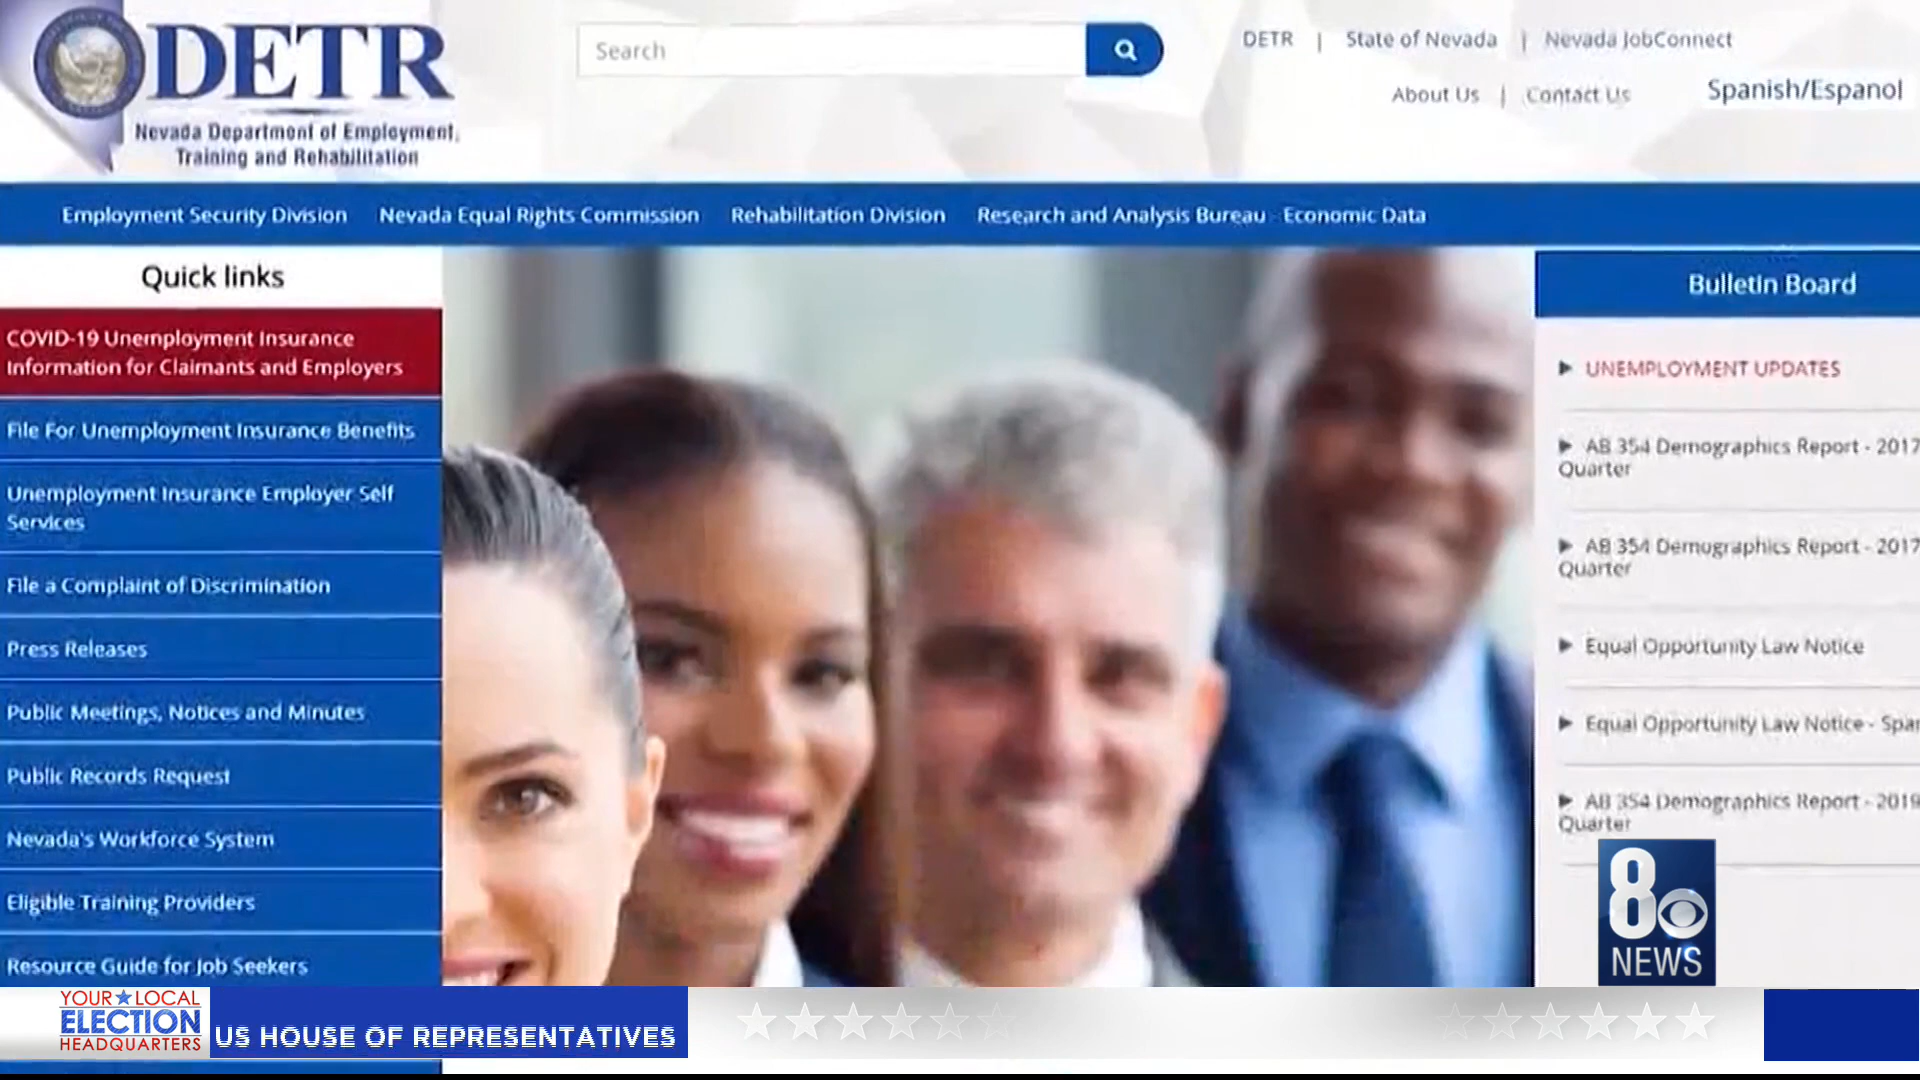 DETR
Nevada Department of Employment,
Training and Rehabilitation
Search
DETR | State of Nevada | Nevada JobConnect
About Us | Contact Us
Spanish/Espanol
Employment Security Division Nevada Equal Rights Commission Rehabilitation Division Research and Analysis Bureau Economic Data
Quick links
COVID-19 Unemployment Insurance
Information for Claimants and Employers
File For Unemployment Insurance Benefits
Unemployment Insurance Employer Self
Services
File a Complaint of Discrimination
Press Releases
Public Meetings, Notices and Minutes
Public Records Request
Nevada's Workforce System
Eligible Training Providers
Resource Guide for Job Seekers
Bulletin Board
UNEMPLOYMENT UPDATES
AB 354 Demographics Report - 2017
Quarter
AB 354 Demographics Report - 2017
Quarter
Equal Opportunity Law Notice
Equal Opportunity Law Notice - Spa
AB 354 Demographics Report - 2019
Quarter
8
NEWS
YOUR LOCAL
ELECTION
HEADQUARTERS
US HOUSE OF REPRESENTATIVES